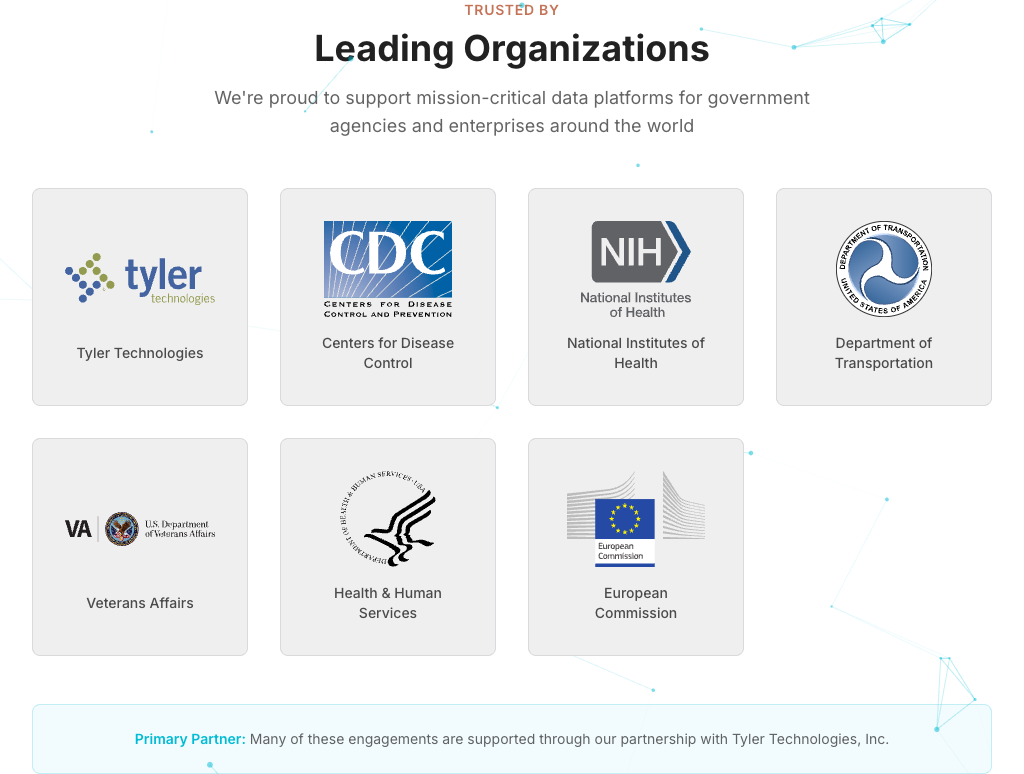 TRUSTED BY
Leading Organizations
We're proud to support mission-critical data platforms for government
agencies and enterprises around the world
tyler
technologies
Tyler Technologies
CDC
CENTERS FOR DISEASE
CONTROL AND PREVENTION
Centers for Disease
Control
NIH
National Institutes
of Health
National Institutes of
Health
DEPARTMENT OF TRANSPORTATION
UNITED STATES OF AMERICA
Department of
Transportation
VA
U.S. Department
of Veterans Affairs
Veterans Affairs
DEPARTMENT OF HEALTH & HUMAN SERVICES · USA
Health & Human
Services
European
Commission
European
Commission
Primary Partner: Many of these engagements are supported through our partnership with Tyler Technologies, Inc.